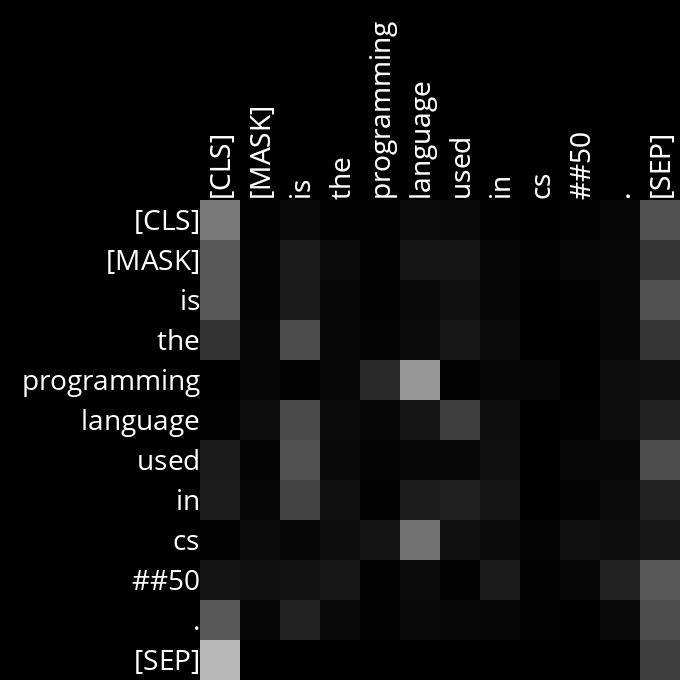 [CLS]
[MASK]
is
the
programming
language
used
in
cs
##50
.
[SEP]
[CLS]
[MASK]
is
the
programming
language
used
in
cs
##50
.
[SEP]